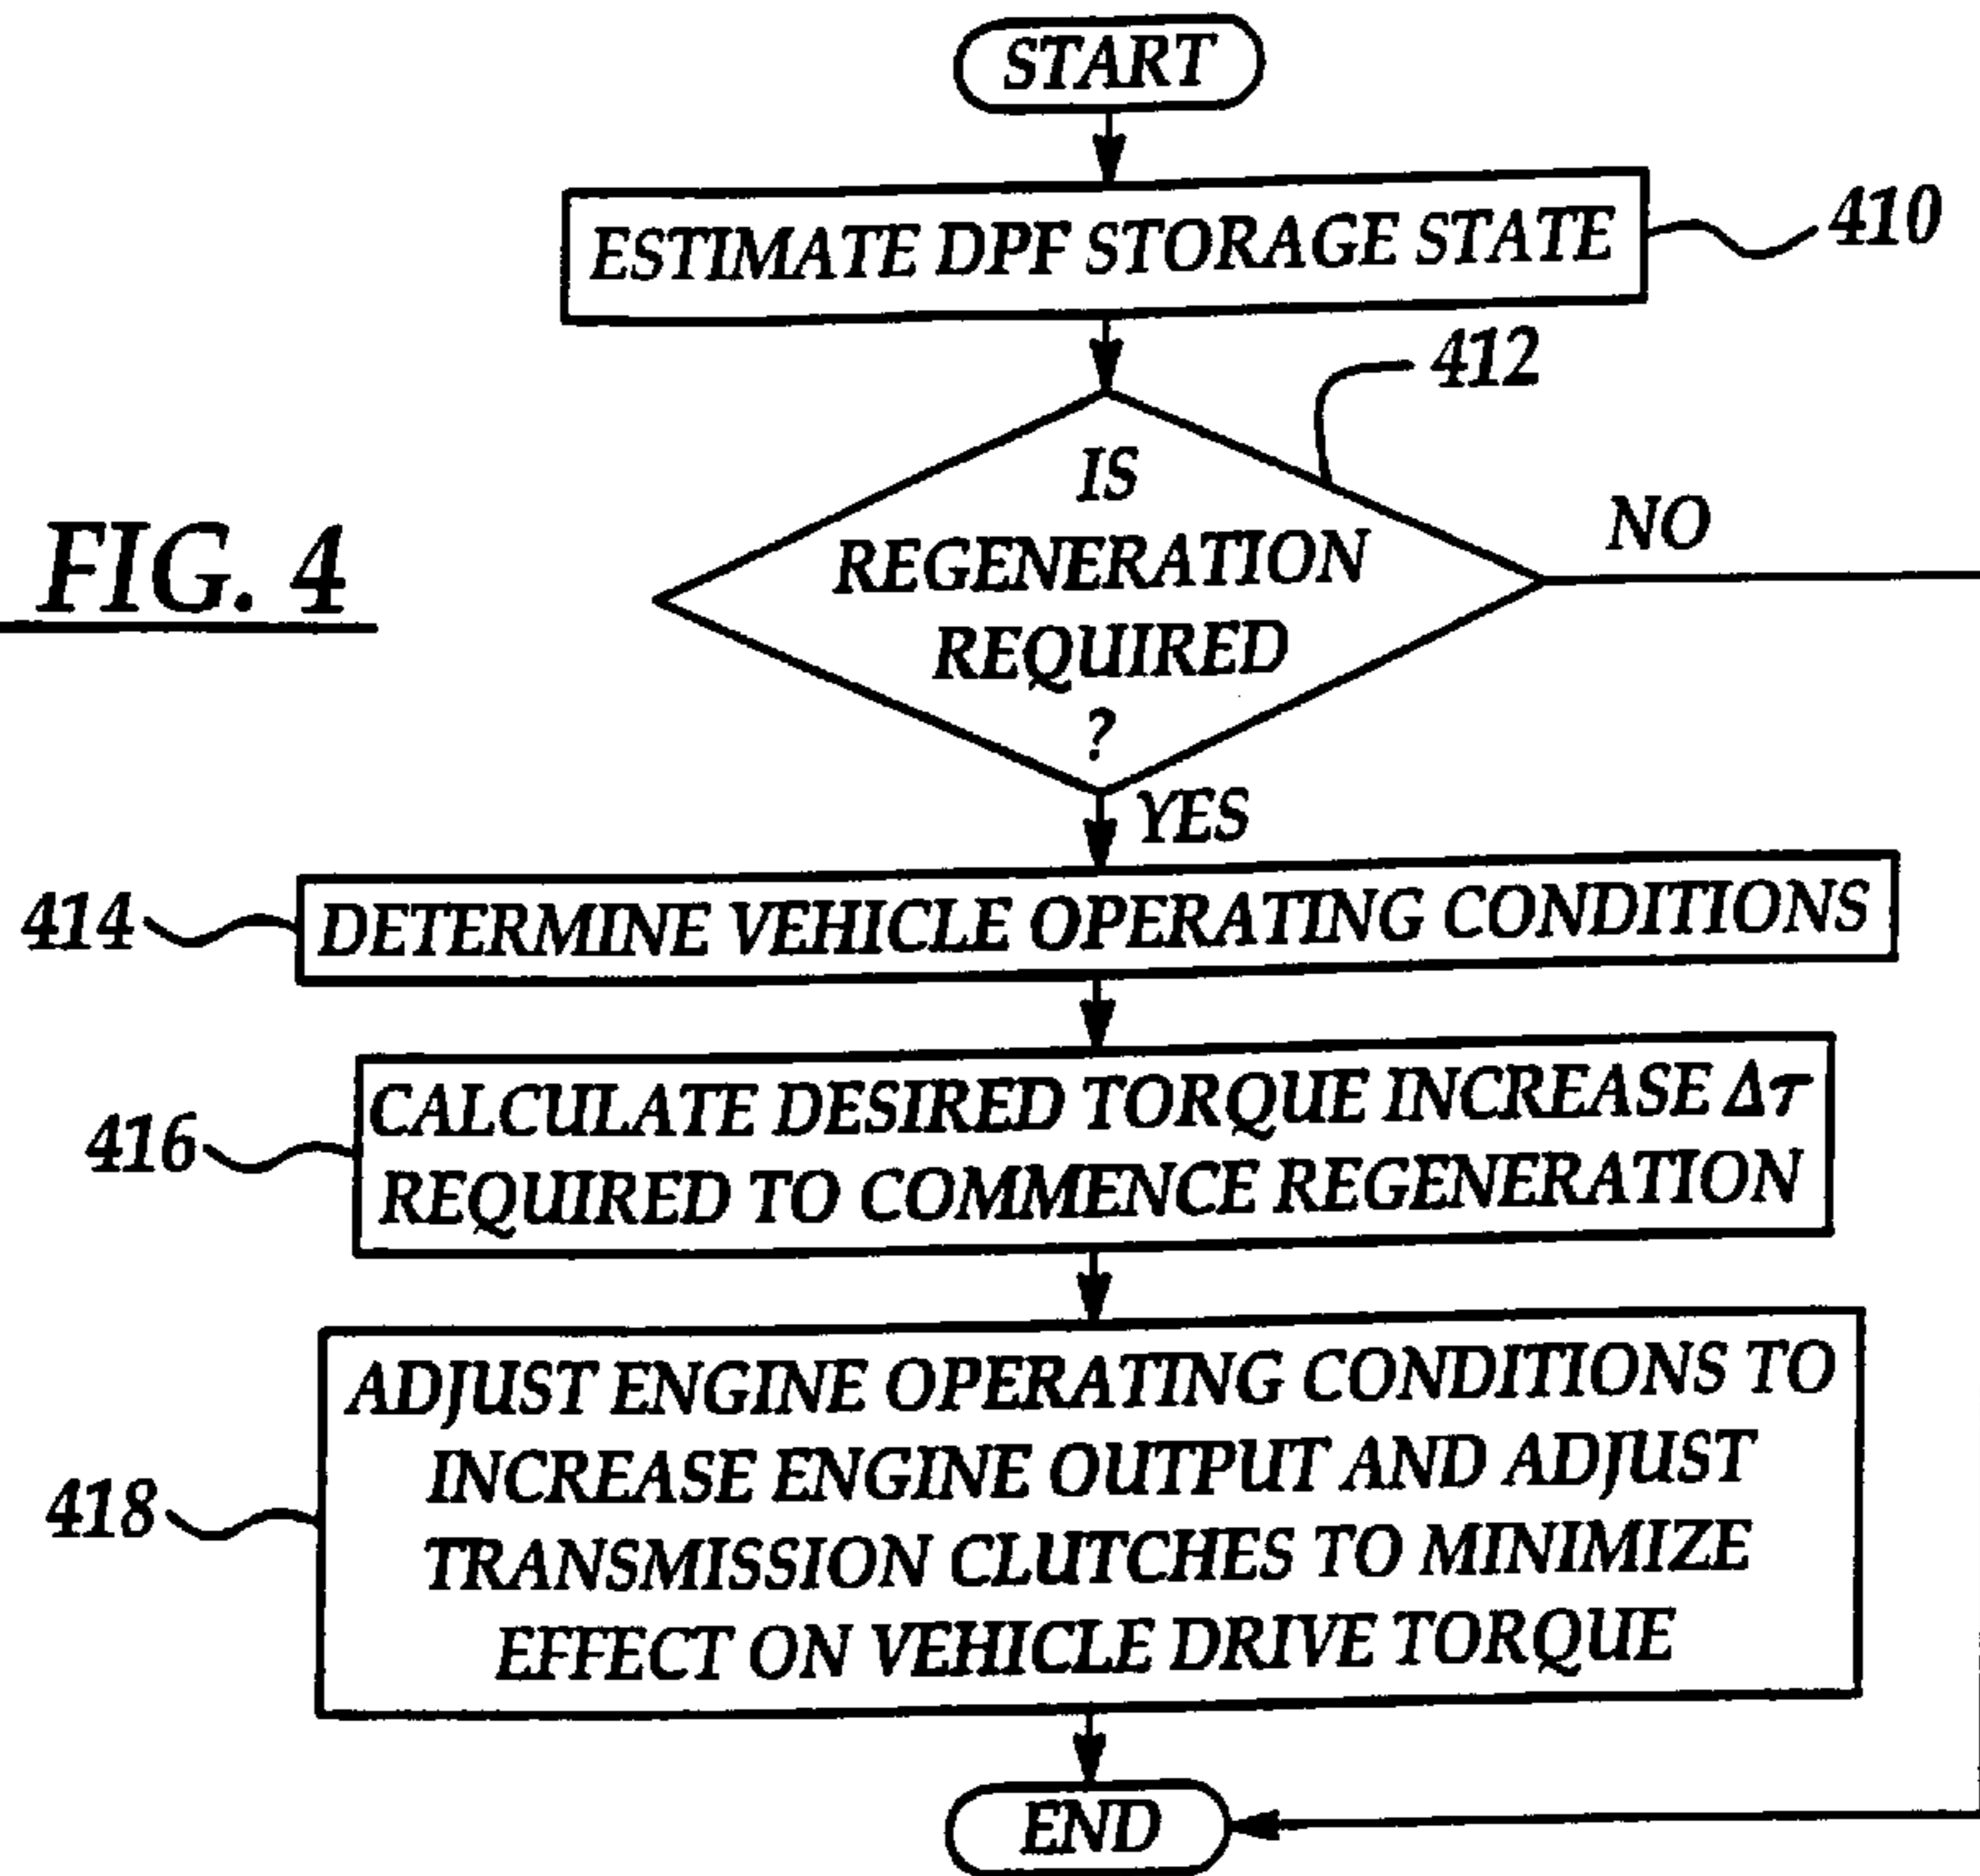 START
ESTIMATE DPF STORAGE STATE
410
412
IS
REGENERATION
REQUIRED
?
NO
FIG. 4
YES
414
DETERMINE VEHICLE OPERATING CONDITIONS
416
CALCULATE DESIRED TORQUE INCREASE Δτ
REQUIRED TO COMMENCE REGENERATION
418
ADJUST ENGINE OPERATING CONDITIONS TO
INCREASE ENGINE OUTPUT AND ADJUST
TRANSMISSION CLUTCHES TO MINIMIZE
EFFECT ON VEHICLE DRIVE TORQUE
END